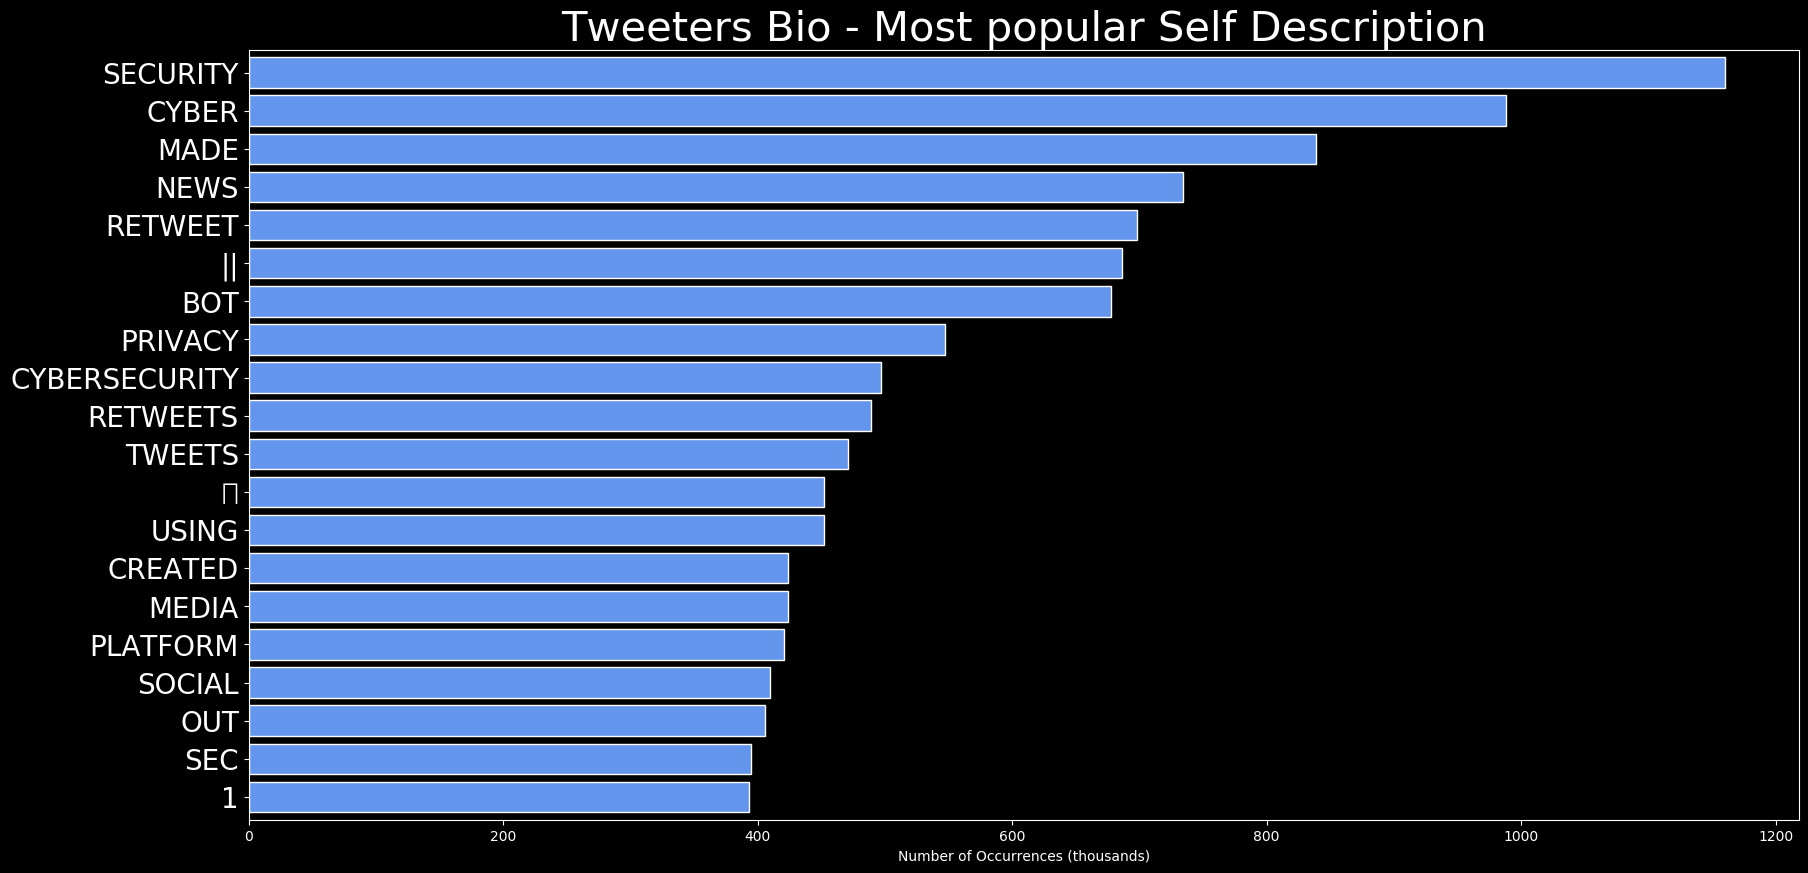 Tweeters Bio - Most popular Self Description
SECURITY
CYBER
MADE
NEWS
RETWEET
||
BOT
PRIVACY
CYBERSECURITY
RETWEETS
TWEETS
USING
CREATED
MEDIA
PLATFORM
SOCIAL
OUT
SEC
1
0 200 400 600 800 1000 1200
Number of Occurrences (thousands)